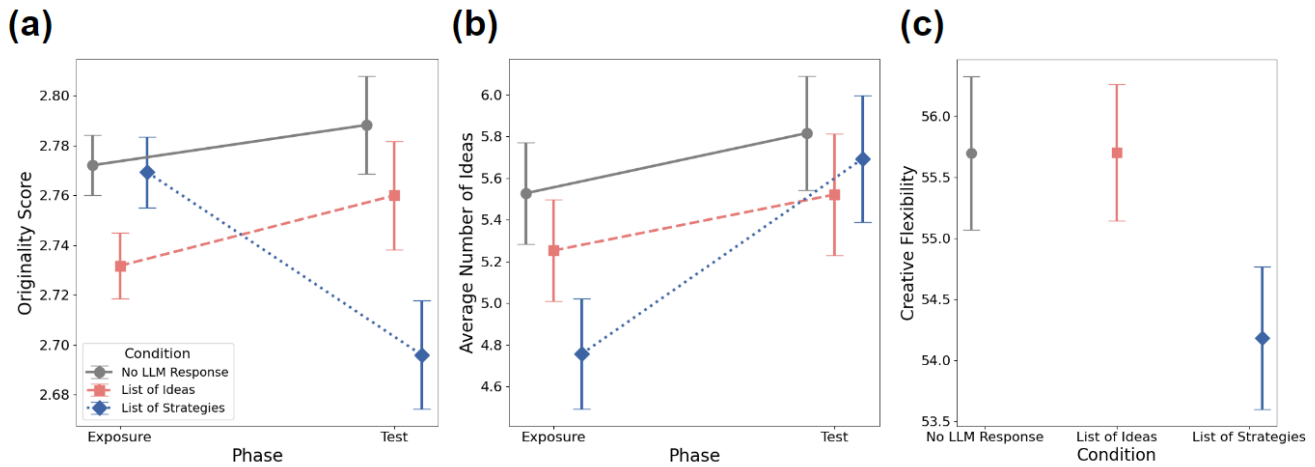 (a)
Originality Score
2.80
2.78
2.76
2.74
2.72
2.70
2.68
Condition
No LLM Response
List of Ideas
List of Strategies
Exposure
Test
Phase
(b)
Average Number of Ideas
6.0
5.8
5.6
5.4
5.2
5.0
4.8
4.6
Exposure
Test
Phase
(c)
Creative Flexibility
56.0
55.5
55.0
54.5
54.0
53.5
No LLM Response
List of Ideas
List of Strategies
Condition